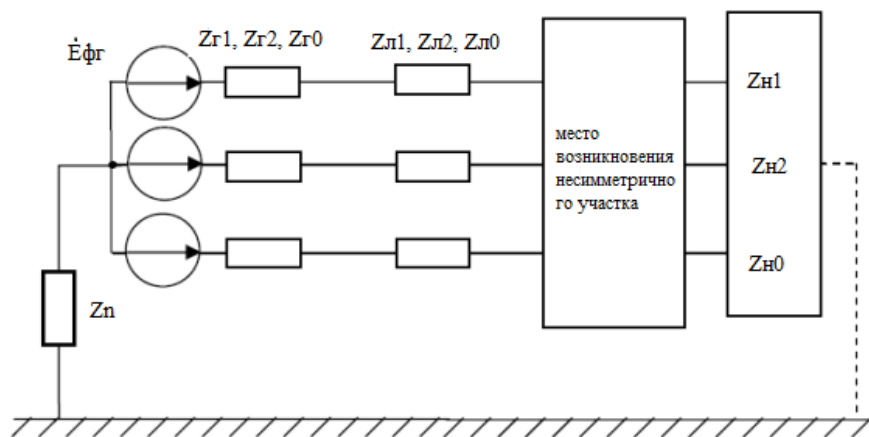 Ėфг
Zг1, Zг2, Zг0
Zл1, Zл2, Zл0
место
возникновения
несимметрично
го участка
Zн1
Zн2
Zн0
Zn